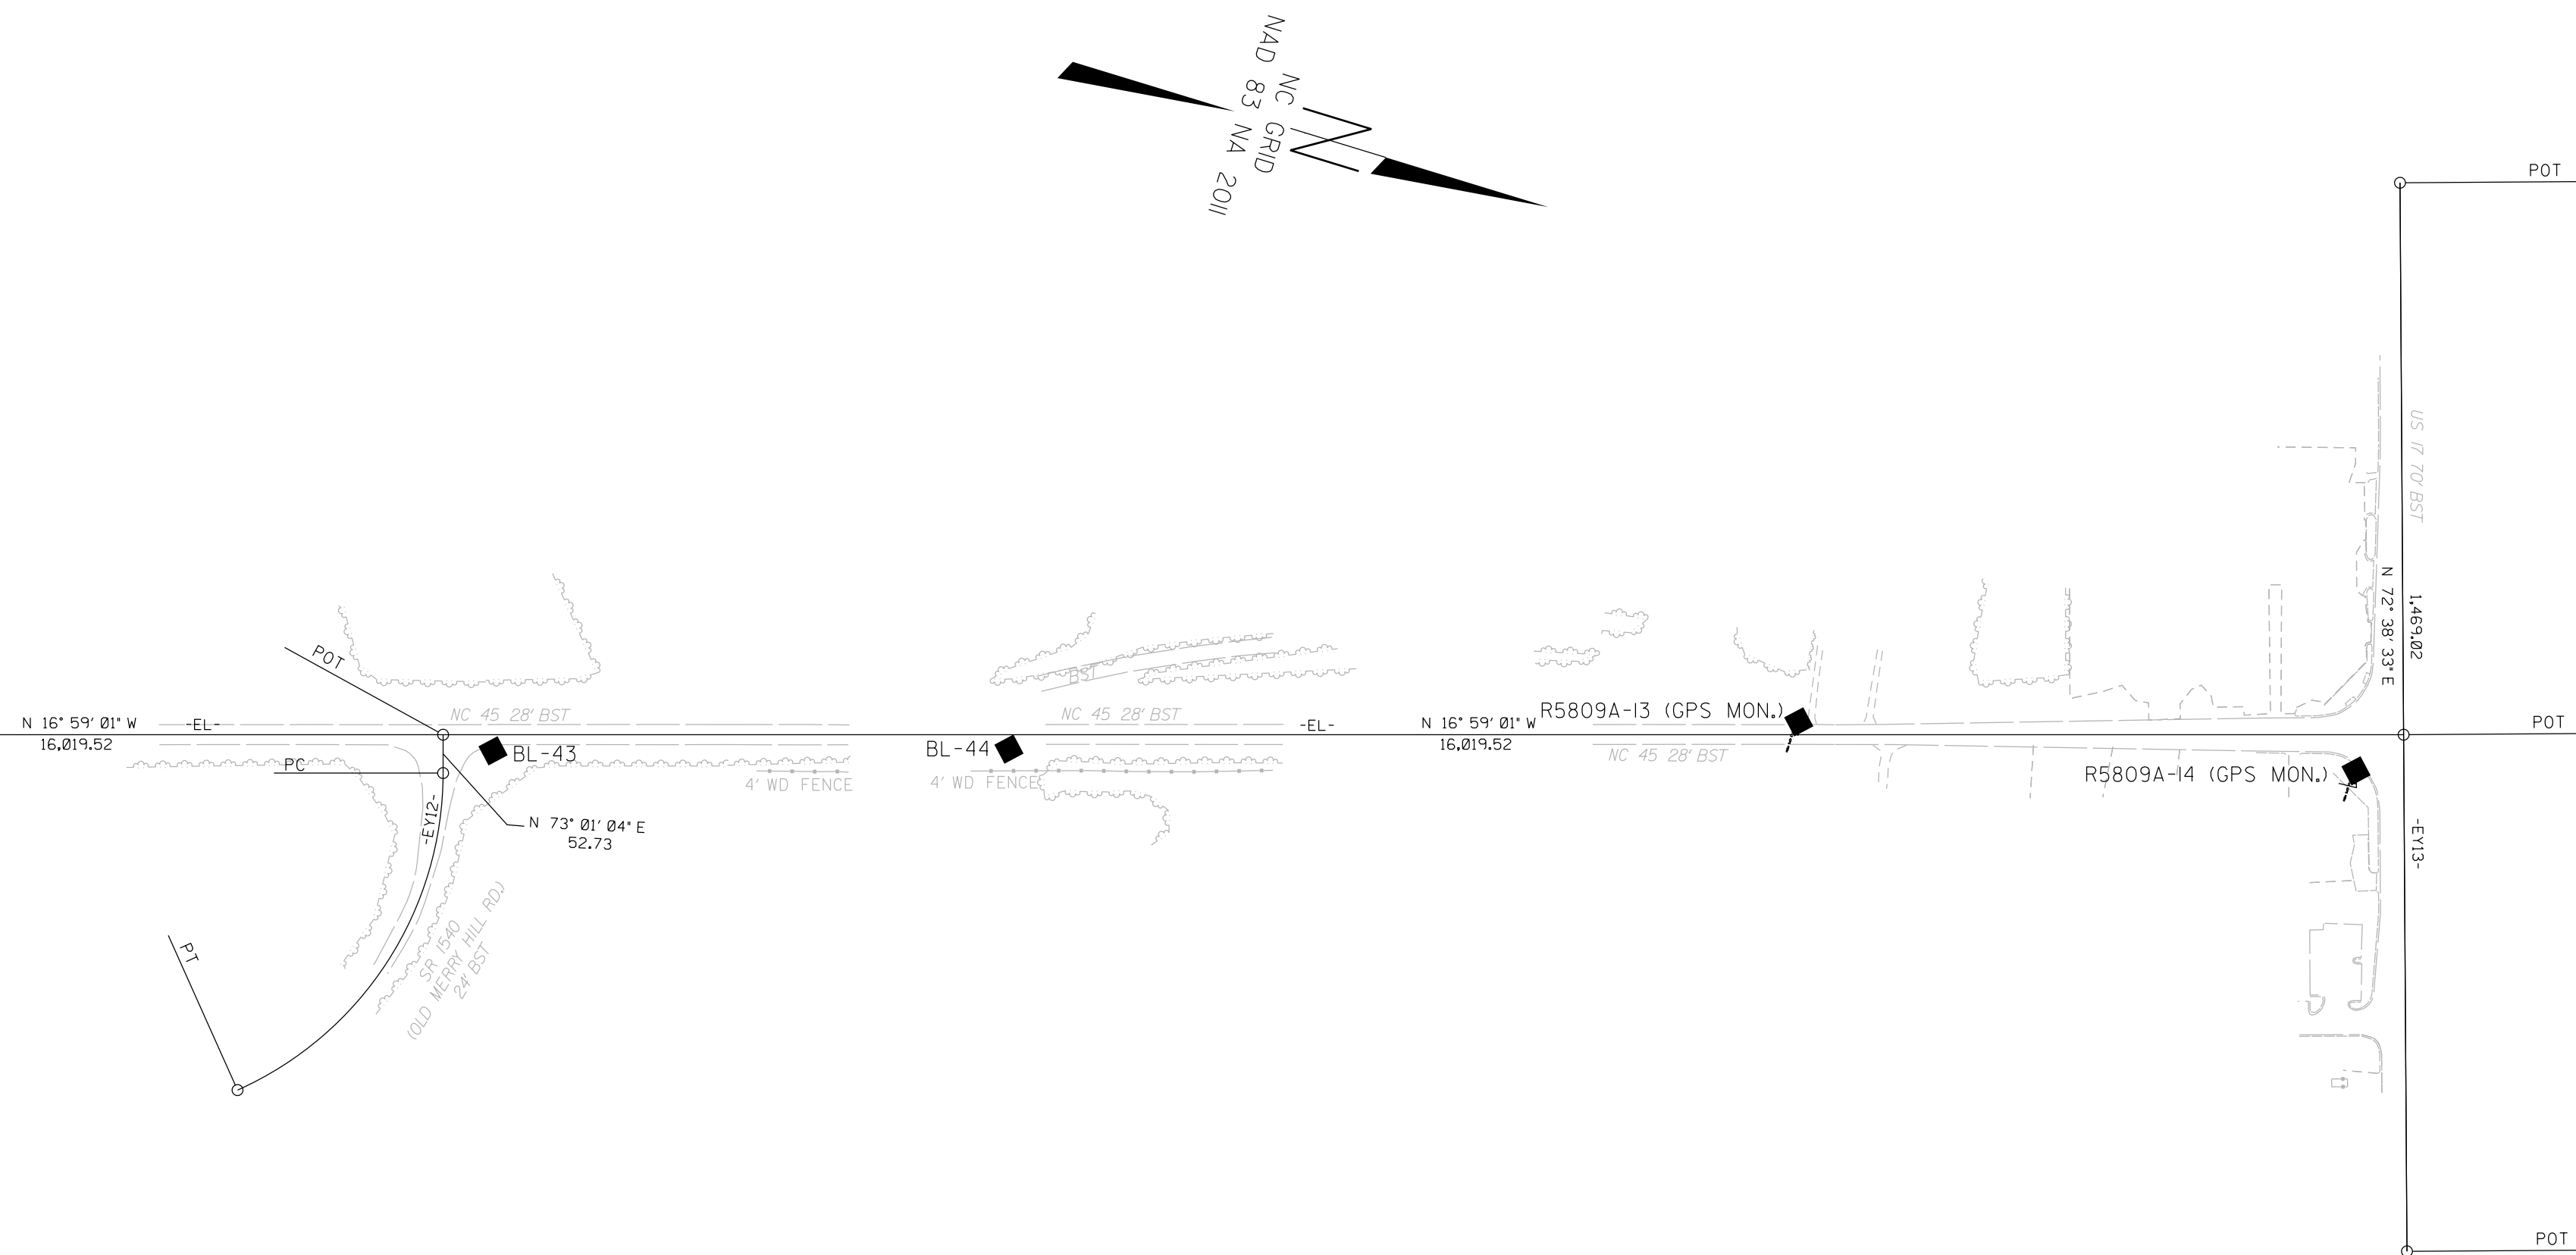 NC GRID
NAD 83 NA 2011
POT
US 17 70' BST
N 72° 38' 33" E
1,469.02
POT
POT
BST
NC 45 28' BST
NC 45 28' BST
R5809A-13 (GPS MON.)
N 16° 59' 01" W
-EL-
-EL-
N 16° 59' 01" W
POT
16,019.52
BL-43
BL-44
16,019.52
NC 45 28' BST
PC
4' WD FENCE
4' WD FENCE
R5809A-14 (GPS MON.)
-EY12-
N 73° 01' 04" E
52.73
-EY13-
SR 1540
(OLD MERRY HILL RD.)
24' BST
PT
POT